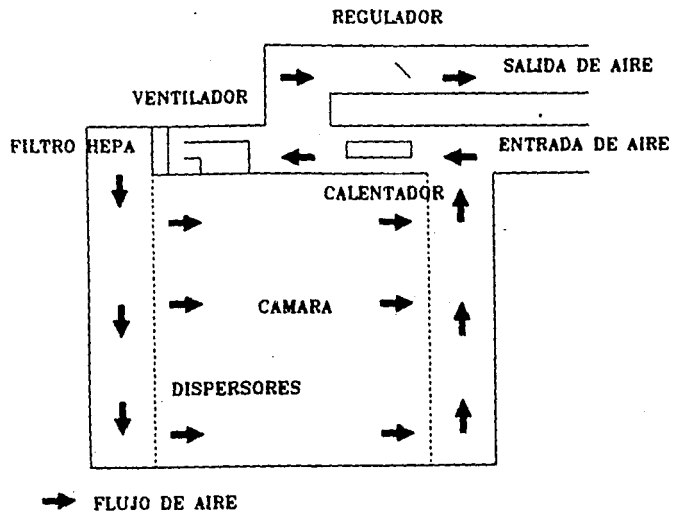 REGULADOR
SALIDA DE AIRE
VENTILADOR
FILTRO HEPA
ENTRADA DE AIRE
CALENTADOR
CAMARA
DISPERSORES
FLUJO DE AIRE